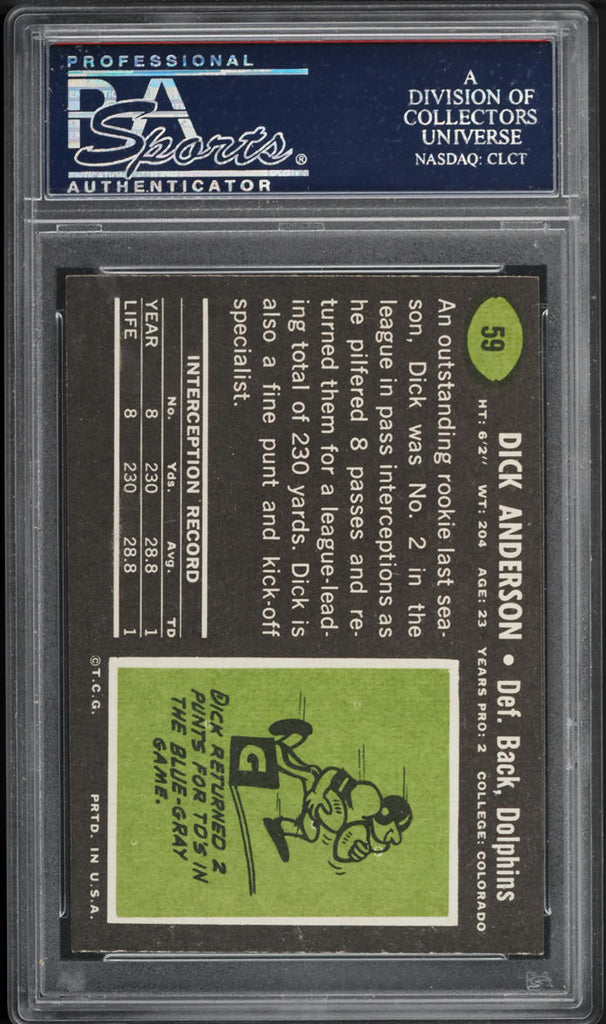 PROFESSIONAL
PSA
Sports®
AUTHENTICATOR
A
DIVISION OF
COLLECTORS
UNIVERSE
NASDAQ: CLCT
59
DICK ANDERSON • Def. Back, Dolphins
HT: 6'2" WT: 204 AGE: 23 YEARS PRO: 2 COLLEGE: COLORADO
An outstanding rookie last sea-
son, Dick was No. 2 in the
league in pass interceptions as
he pilfered 8 passes and re-
turned them for a league-lead-
ing total of 230 yards. Dick is
also a fine punt and kick-off
specialist.
INTERCEPTION RECORD
No. Yds. Avg. TD
YEAR 8 230 28.8 1
LIFE 8 230 28.8 1
G
DICK RETURNED 2
PUNTS FOR TD'S IN
THE BLUE-GRAY
GAME.
©T.C.G. PRTD. IN U.S.A.